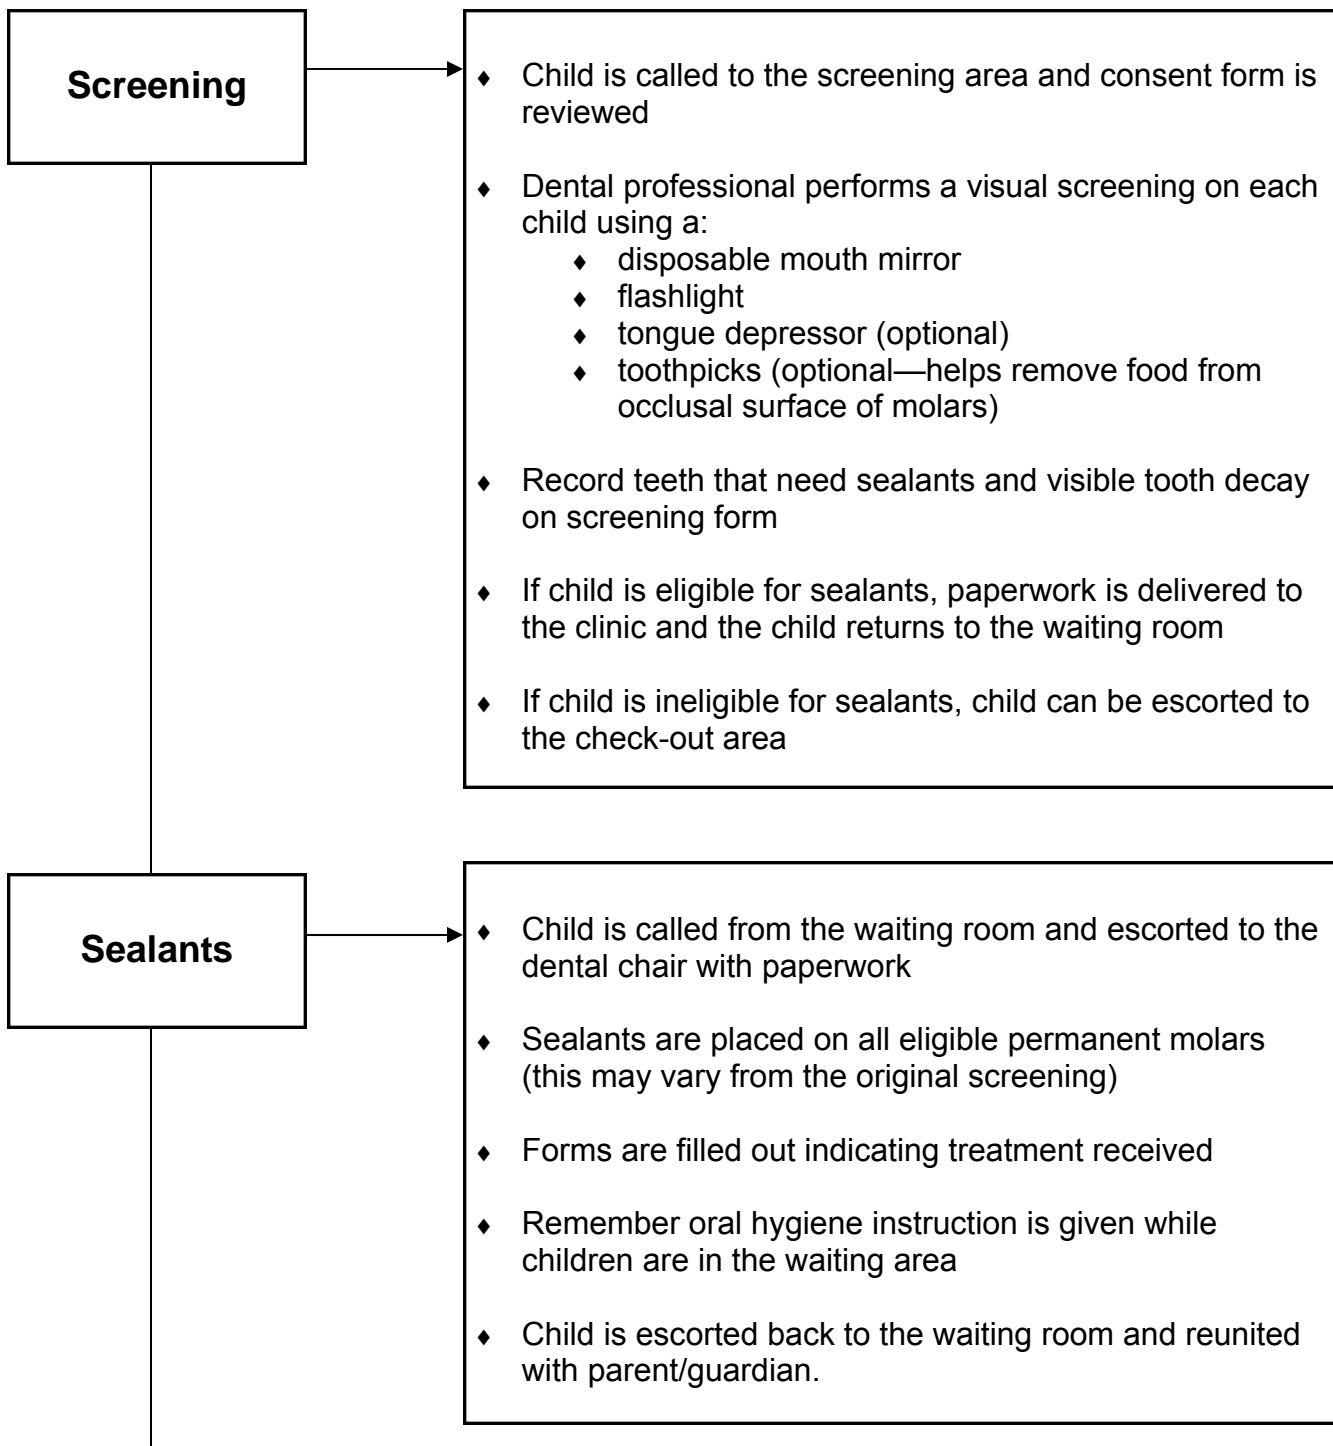 Screening
♦ Child is called to the screening area and consent form is
reviewed
♦ Dental professional performs a visual screening on each
child using a:
♦ disposable mouth mirror
♦ flashlight
♦ tongue depressor (optional)
♦ toothpicks (optional—helps remove food from
occlusal surface of molars)
♦ Record teeth that need sealants and visible tooth decay
on screening form
♦ If child is eligible for sealants, paperwork is delivered to
the clinic and the child returns to the waiting room
♦ If child is ineligible for sealants, child can be escorted to
the check-out area
Sealants
♦ Child is called from the waiting room and escorted to the
dental chair with paperwork
♦ Sealants are placed on all eligible permanent molars
(this may vary from the original screening)
♦ Forms are filled out indicating treatment received
♦ Remember oral hygiene instruction is given while
children are in the waiting area
♦ Child is escorted back to the waiting room and reunited
with parent/guardian.